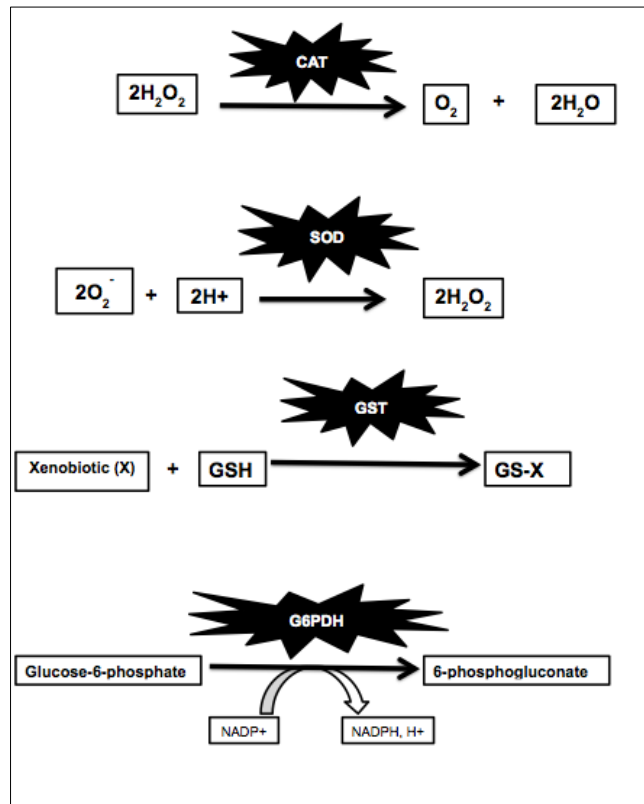 CAT
2H₂O₂ O₂ + 2H₂O
SOD
2O₂⁻ + 2H+ 2H₂O₂
GST
Xenobiotic (X) + GSH GS-X
G6PDH
Glucose-6-phosphate 6-phosphogluconate
NADP+ NADPH, H+